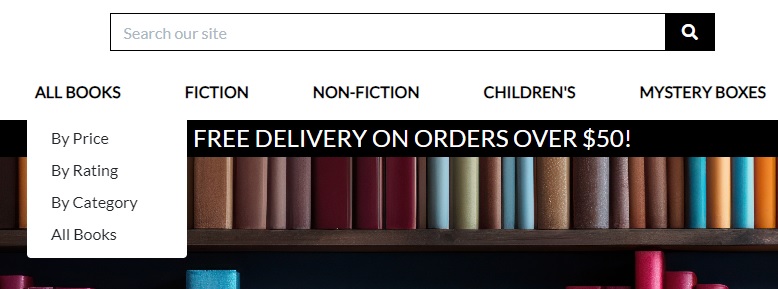 Search our site
ALL BOOKS FICTION NON-FICTION CHILDREN'S MYSTERY BOXES
FREE DELIVERY ON ORDERS OVER $50!
By Price
By Rating
By Category
All Books